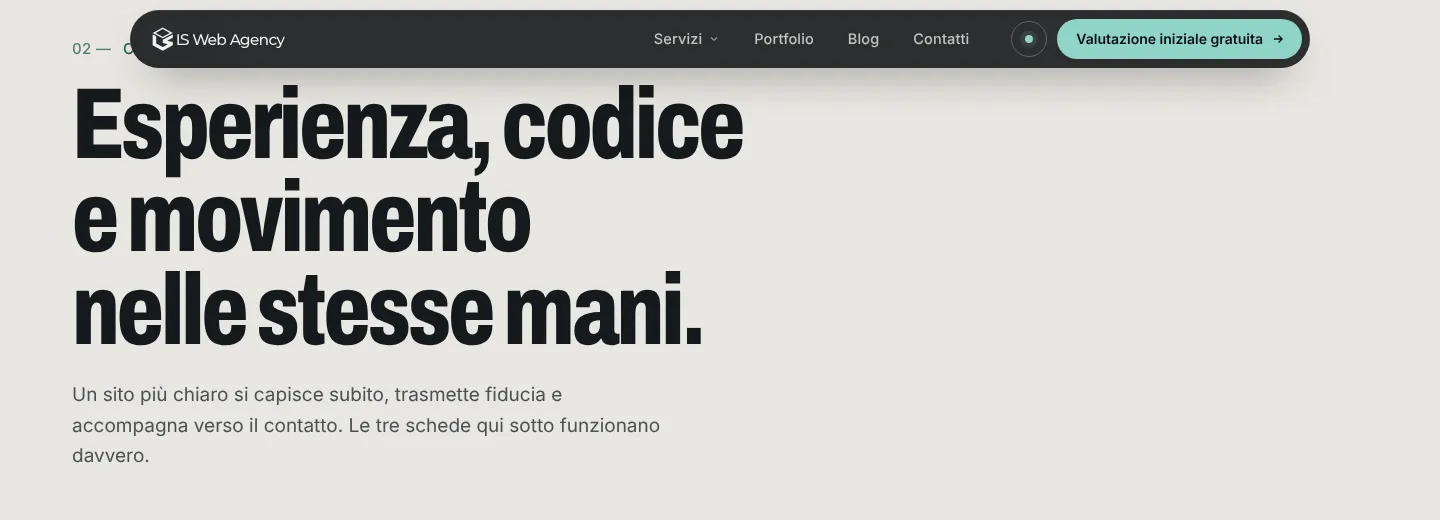 IS Web Agency
Servizi
Portfolio
Blog
Contatti
Valutazione iniziale gratuita →
02 —
Esperienza, codice
e movimento
nelle stesse mani.
Un sito più chiaro si capisce subito, trasmette fiducia e
accompagna verso il contatto. Le tre schede qui sotto funzionano
davvero.